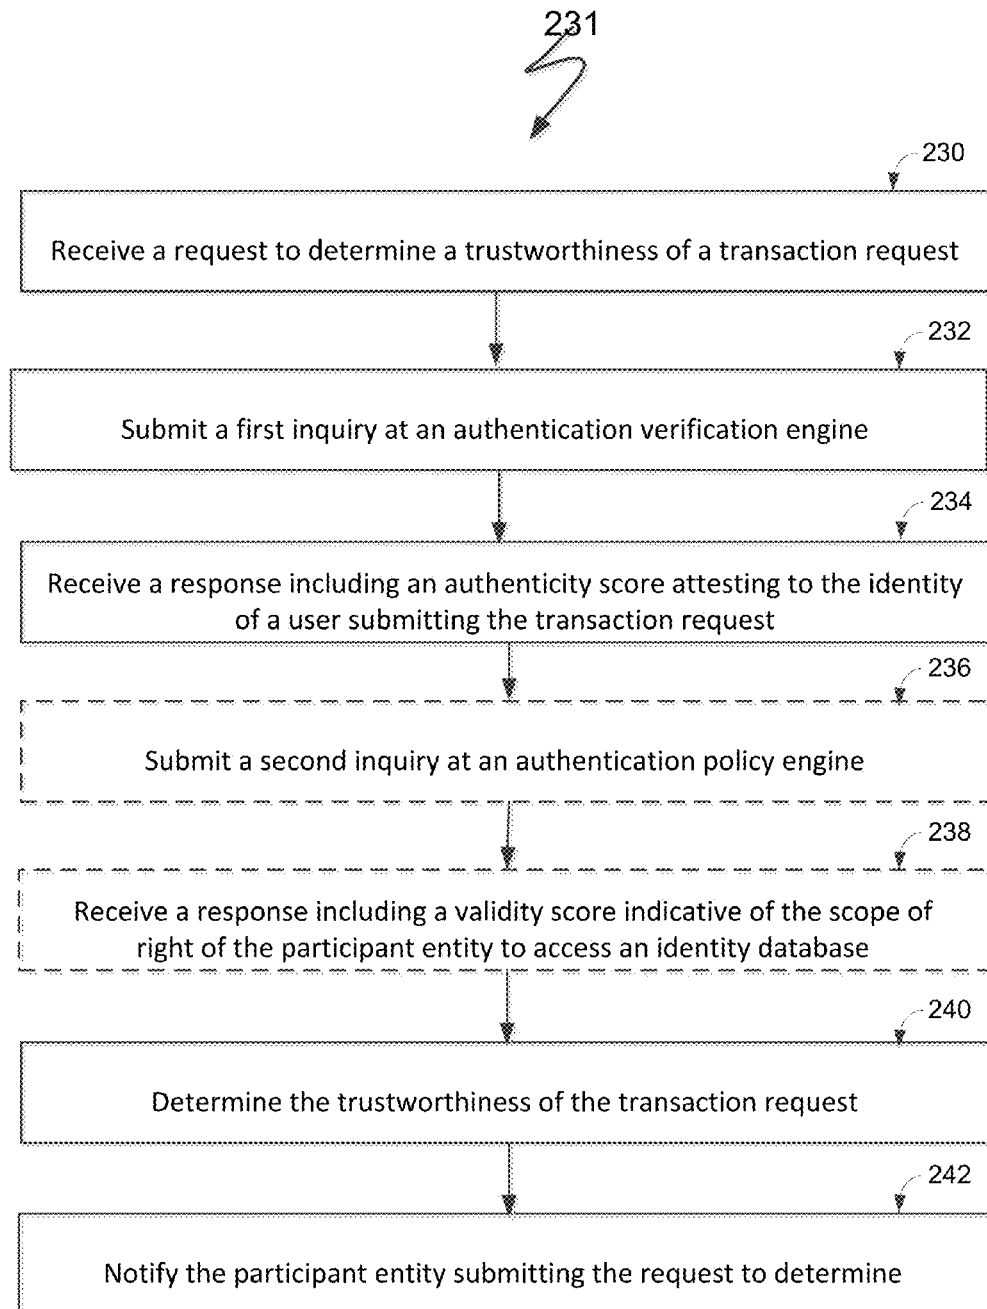 231
230
Receive a request to determine a trustworthiness of a transaction request
232
Submit a first inquiry at an authentication verification engine
234
Receive a response including an authenticity score attesting to the identity
of a user submitting the transaction request
236
Submit a second inquiry at an authentication policy engine
238
Receive a response including a validity score indicative of the scope of
right of the participant entity to access an identity database
240
Determine the trustworthiness of the transaction request
242
Notify the participant entity submitting the request to determine